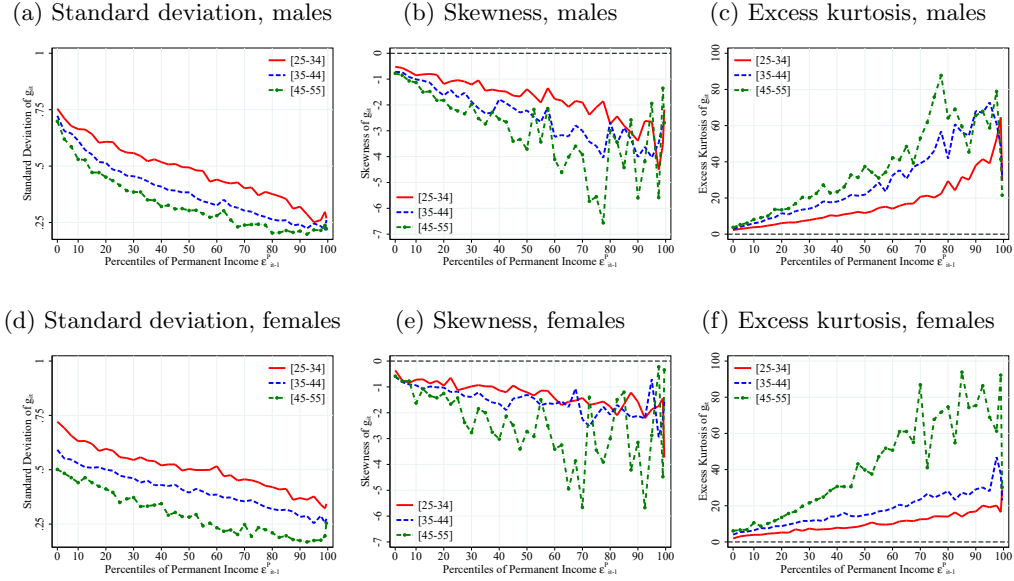 (a) Standard deviation, males
(b) Skewness, males
(c) Excess kurtosis, males
Standard Deviation of g_it
1
.75
.5
.25
[25-34]
[35-44]
[45-55]
0 10 20 30 40 50 60 70 80 90 100
Percentiles of Permanent Income ε^P_it-1
Skewness of g_it
0
-1
-2
-3
-4
-5
-6
-7
[25-34]
[35-44]
[45-55]
0 10 20 30 40 50 60 70 80 90 100
Percentiles of Permanent Income ε^P_it-1
Excess Kurtosis of g_it
100
80
60
40
20
0
[25-34]
[35-44]
[45-55]
0 10 20 30 40 50 60 70 80 90 100
Percentiles of Permanent Income ε^P_it-1
(d) Standard deviation, females
(e) Skewness, females
(f) Excess kurtosis, females
Standard Deviation of g_it
1
.75
.5
.25
[25-34]
[35-44]
[45-55]
0 10 20 30 40 50 60 70 80 90 100
Percentiles of Permanent Income ε^P_it-1
Skewness of g_it
0
-1
-2
-3
-4
-5
-6
-7
[25-34]
[35-44]
[45-55]
0 10 20 30 40 50 60 70 80 90 100
Percentiles of Permanent Income ε^P_it-1
Excess Kurtosis of g_it
100
80
60
40
20
0
[25-34]
[35-44]
[45-55]
0 10 20 30 40 50 60 70 80 90 100
Percentiles of Permanent Income ε^P_it-1